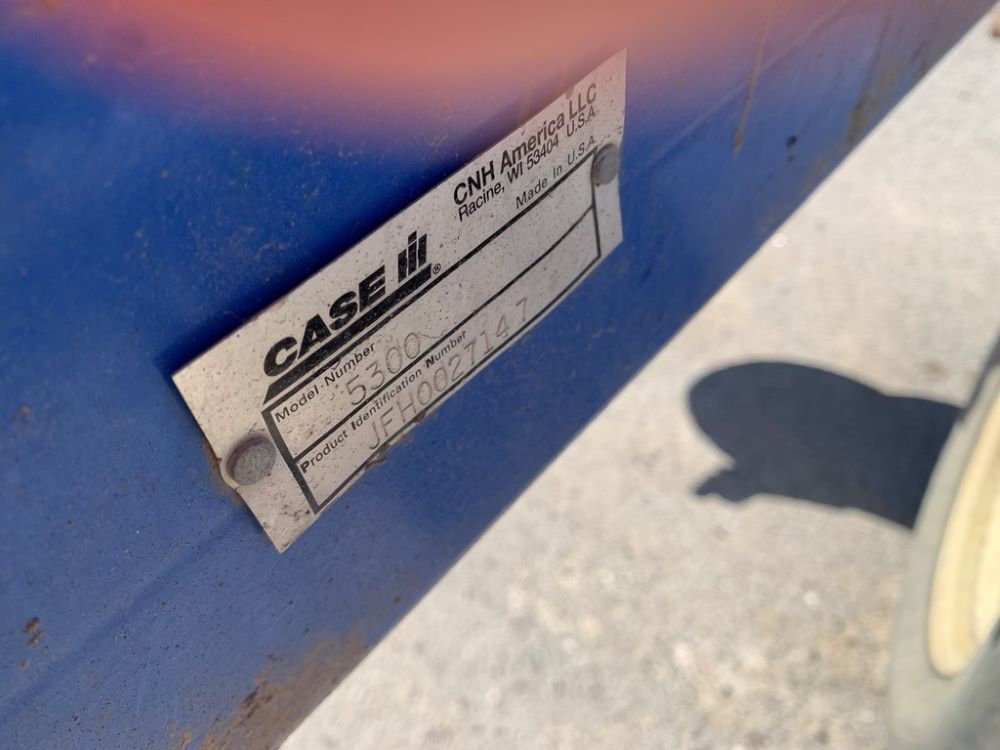 CASE IH®
CNH America LLC
Racine, WI 53404 U.S.A.
Made In U.S.A.
Model Number
5300
Product Identification Number
JFH0027147